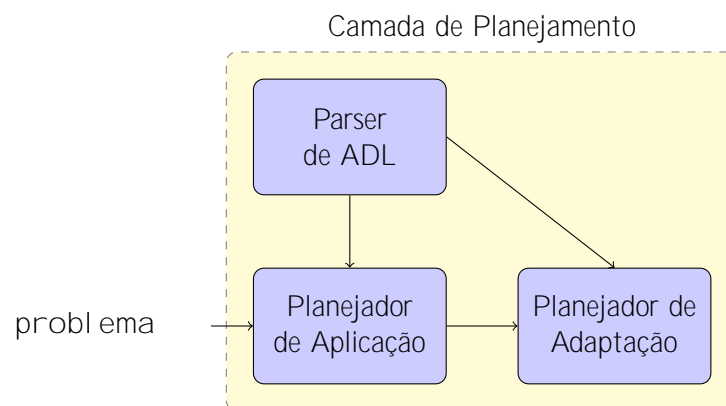 Camada de Planejamento
Parser
de ADL
problema
Planejador
de Aplicação
Planejador de
Adaptação